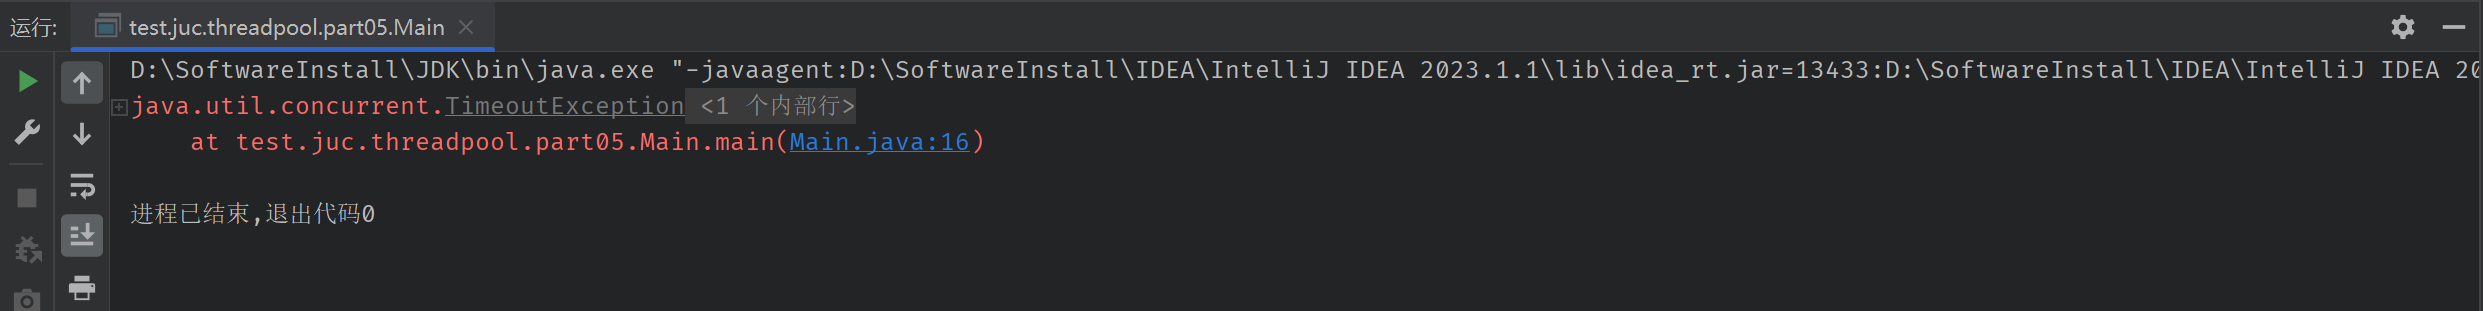 运行: test.juc.threadpool.part05.Main
D:\SoftwareInstall\JDK\bin\java.exe "-javaagent:D:\SoftwareInstall\IDEA\IntelliJ IDEA 2023.1.1\lib\idea_rt.jar=13433:D:\SoftwareInstall\IDEA\IntelliJ IDEA 20
java.util.concurrent.TimeoutException <1 个内部行>
at test.juc.threadpool.part05.Main.main(Main.java:16)
进程已结束,退出代码0